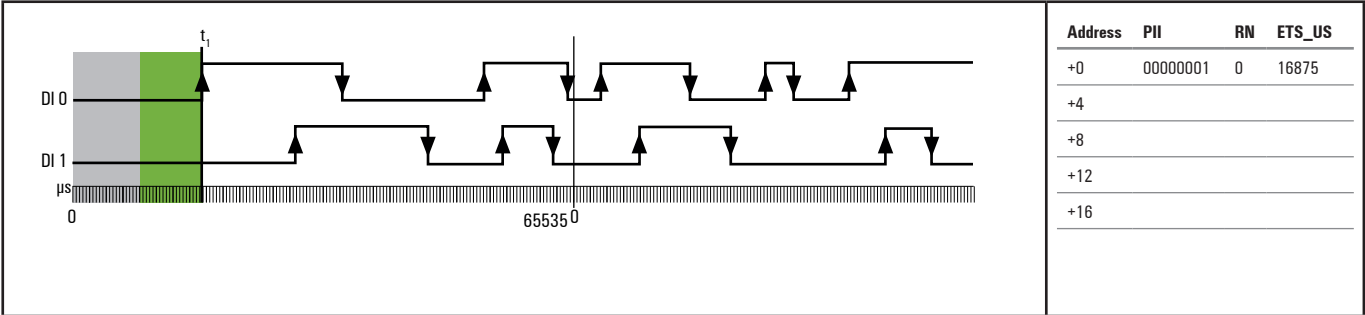 t1
DI 0
DI 1
µs
0
65535 0
Address PII RN ETS_US
+0 00000001 0 16875
+4
+8
+12
+16